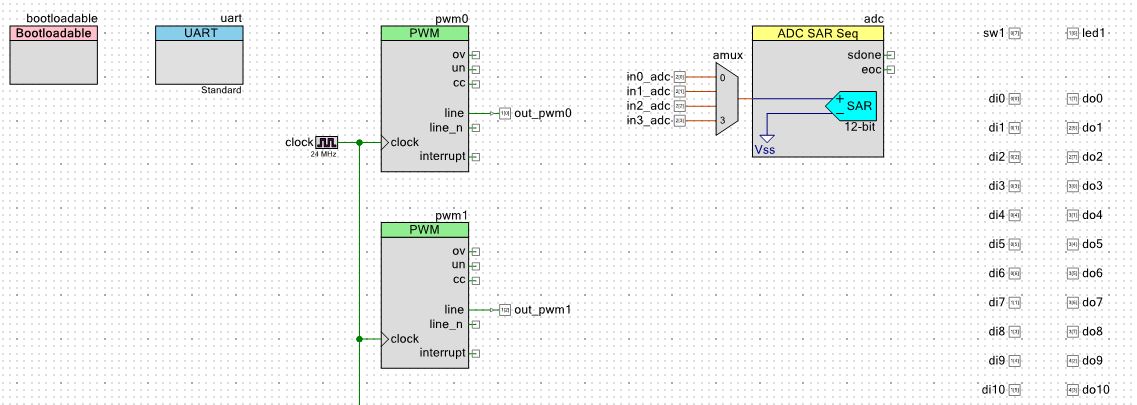 bootloadable
Bootloadable
uart
UART
Standard
pwm0
PWM
ov
un
cc
line
out_pwm0
line_n
clock
24 MHz
clock
interrupt
pwm1
PWM
ov
un
cc
line
out_pwm1
line_n
clock
interrupt
amux
in0_adc
in1_adc
in2_adc
in3_adc
0
3
adc
ADC SAR Seq
sdone
eoc
+
SAR
−
12-bit
Vss
sw1
led1
di0
do0
di1
do1
di2
do2
di3
do3
di4
do4
di5
do5
di6
do6
di7
do7
di8
do8
di9
do9
di10
do10